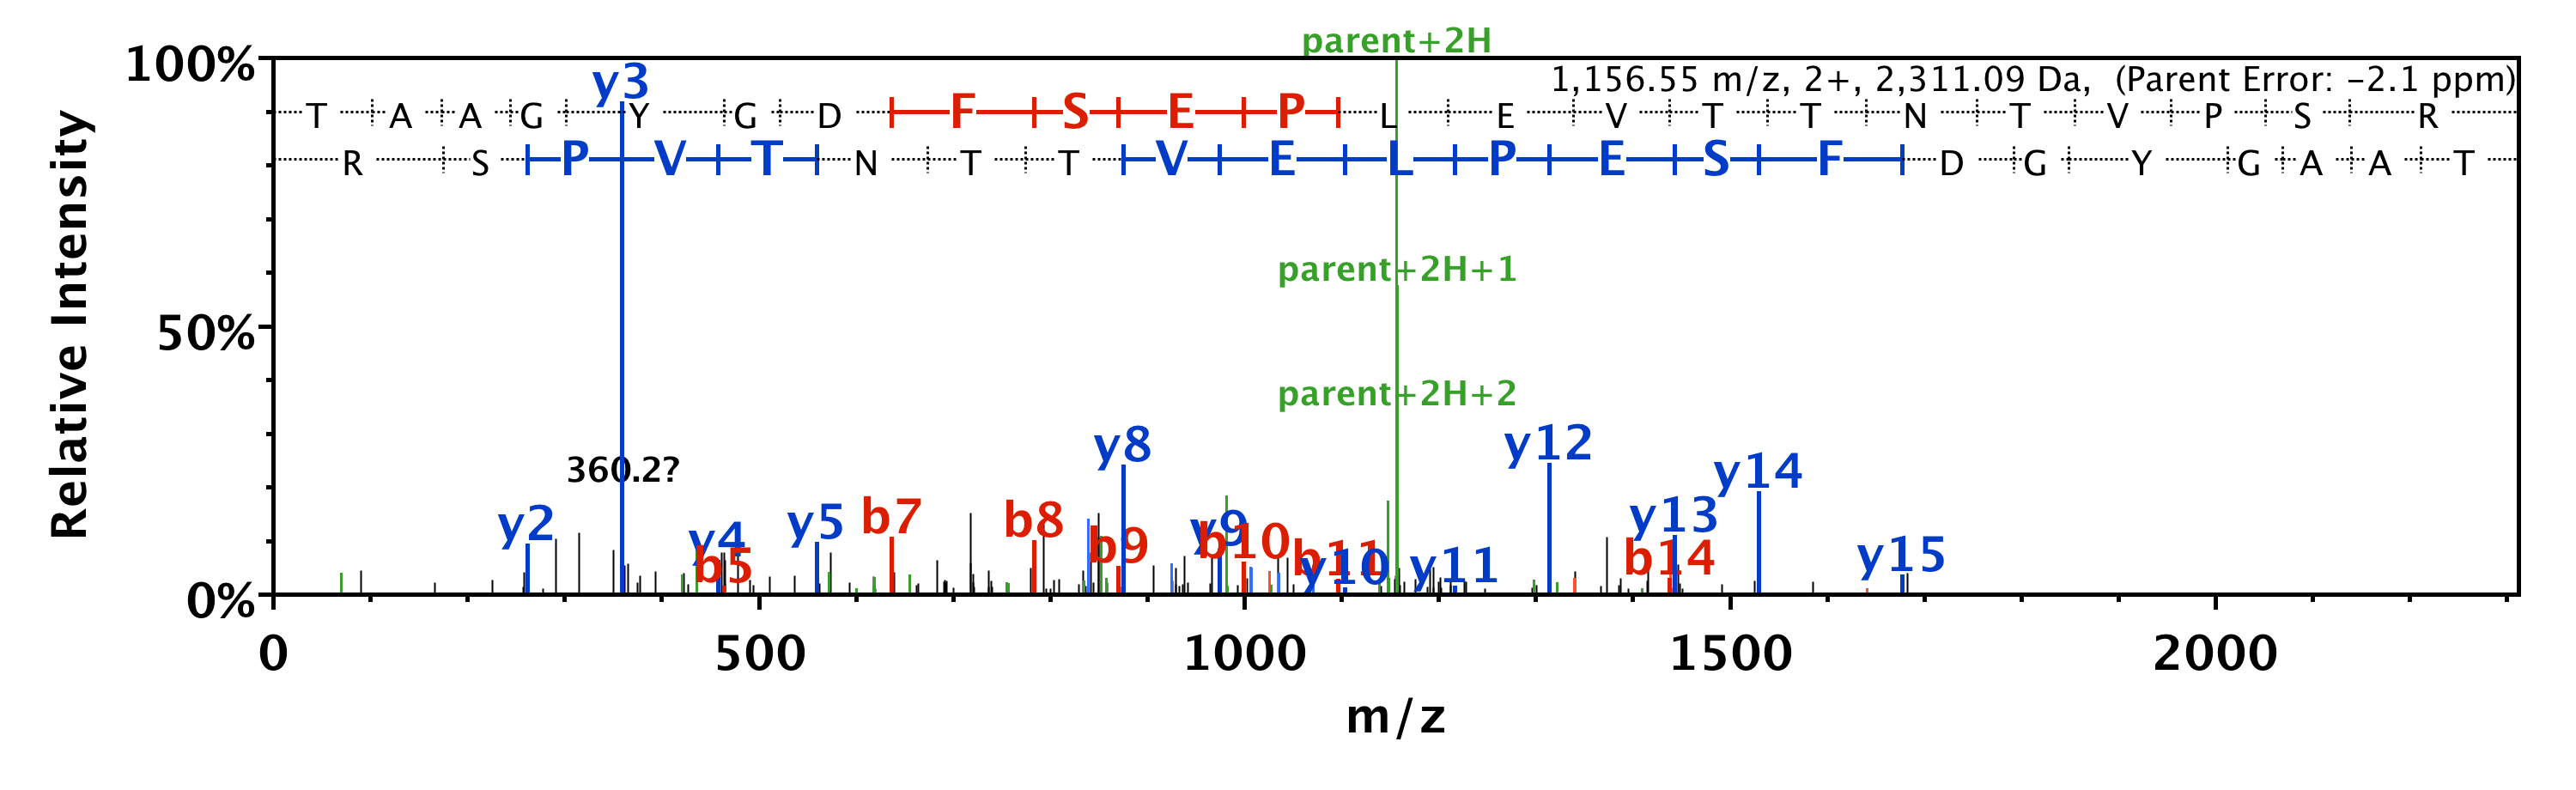 parent+2H
100%
y3
1,156.55 m/z, 2+, 2,311.09 Da, (Parent Error: −2.1 ppm)
T A A G Y G D F S E P L E V T T N T V P S R
R S P V T N T T V E L P E S F D G Y G A A T
Relative Intensity
parent+2H+1
50%
parent+2H+2
360.2?
y2 y4 b5 y5 b7 b8 b9 y8 y9 b10 b11 y10 y11 y12 b14 y13 y14 y15
0%
0 500 1000 1500 2000
m/z